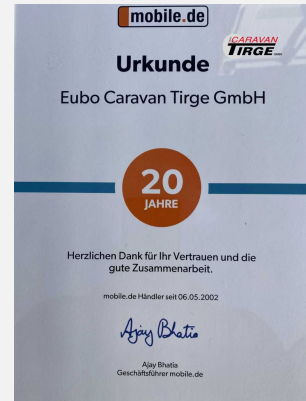 mobile.de
CARAVAN
TIRGE
Urkunde
Eubo Caravan Tirge GmbH
20
JAHRE
Herzlichen Dank für Ihr Vertrauen und die
gute Zusammenarbeit.
mobile.de Händler seit 06.05.2002
Ajay Bhatia
Ajay Bhatia
Geschäftsführer mobile.de